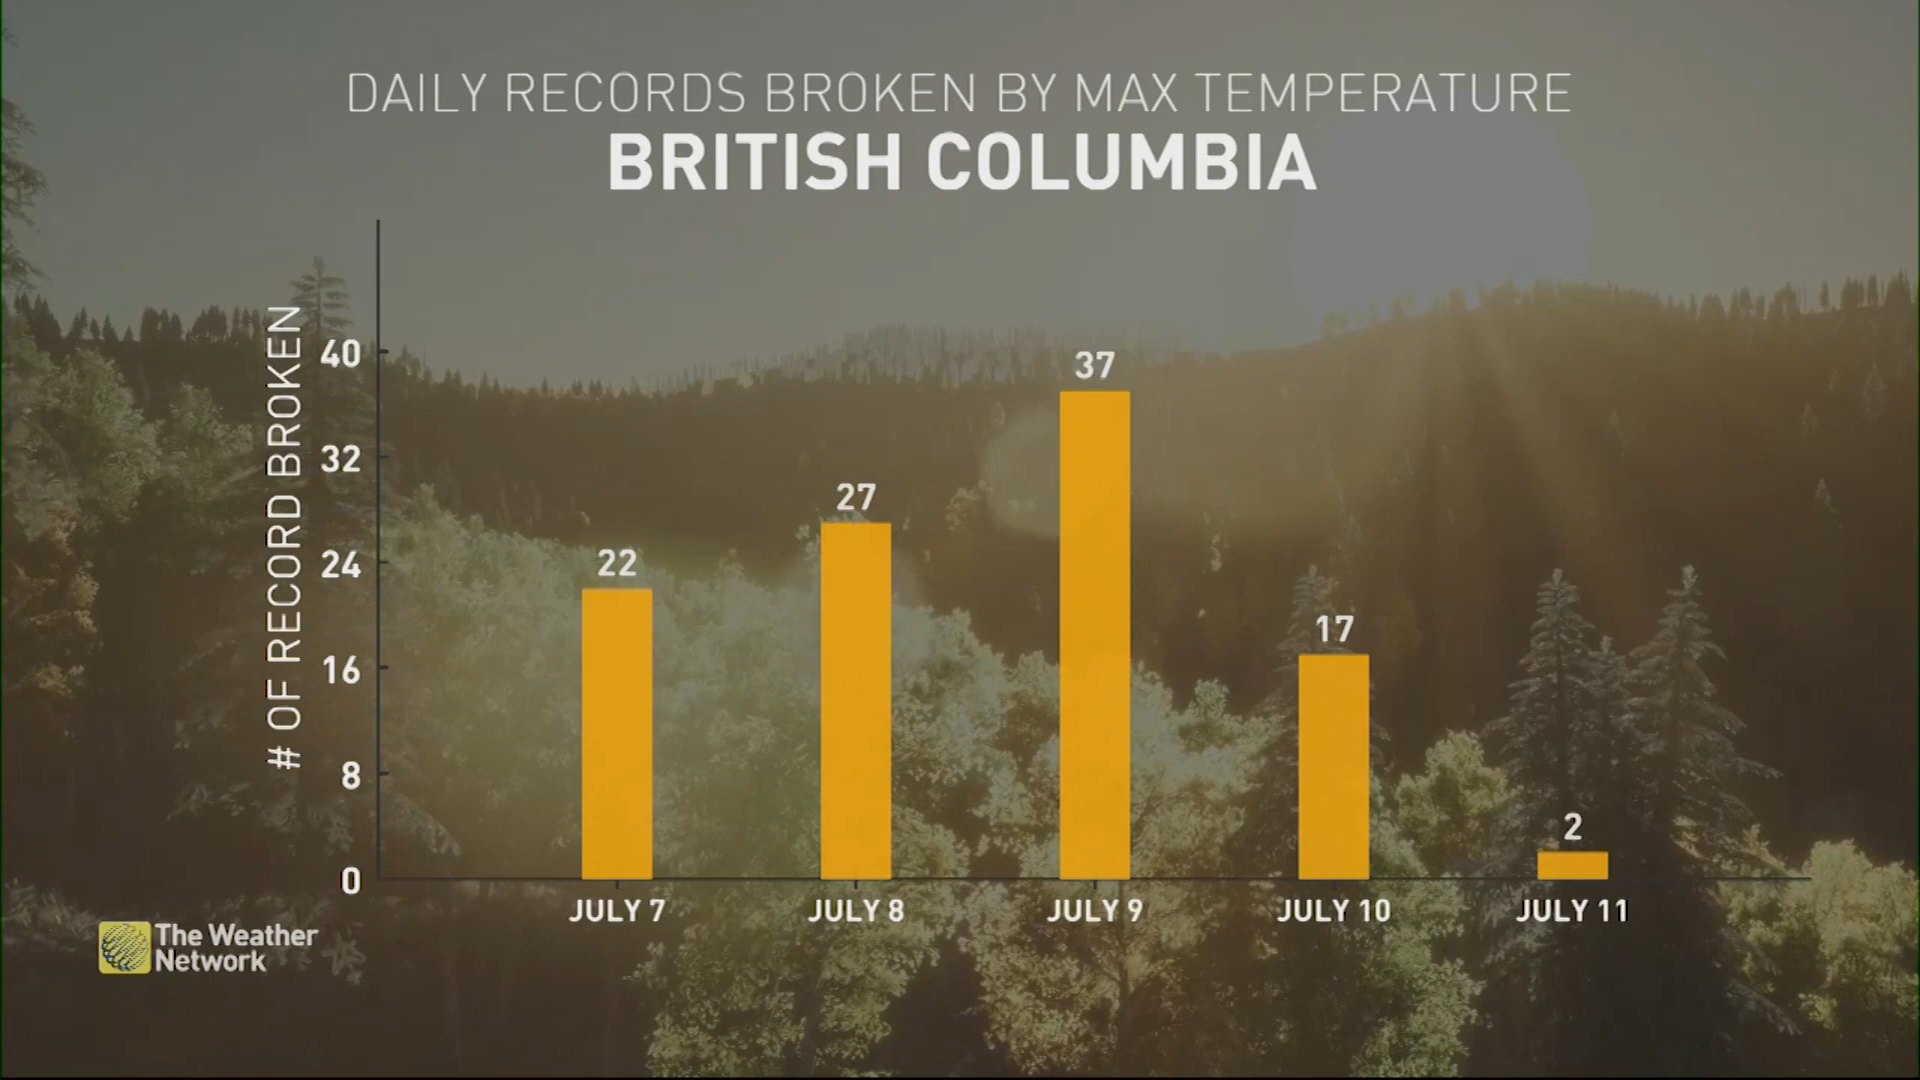 DAILY RECORDS BROKEN BY MAX TEMPERATURE
BRITISH COLUMBIA
# OF RECORD BROKEN
40
32
24
16
8
0
22
27
37
17
2
JULY 7
JULY 8
JULY 9
JULY 10
JULY 11
The Weather
Network